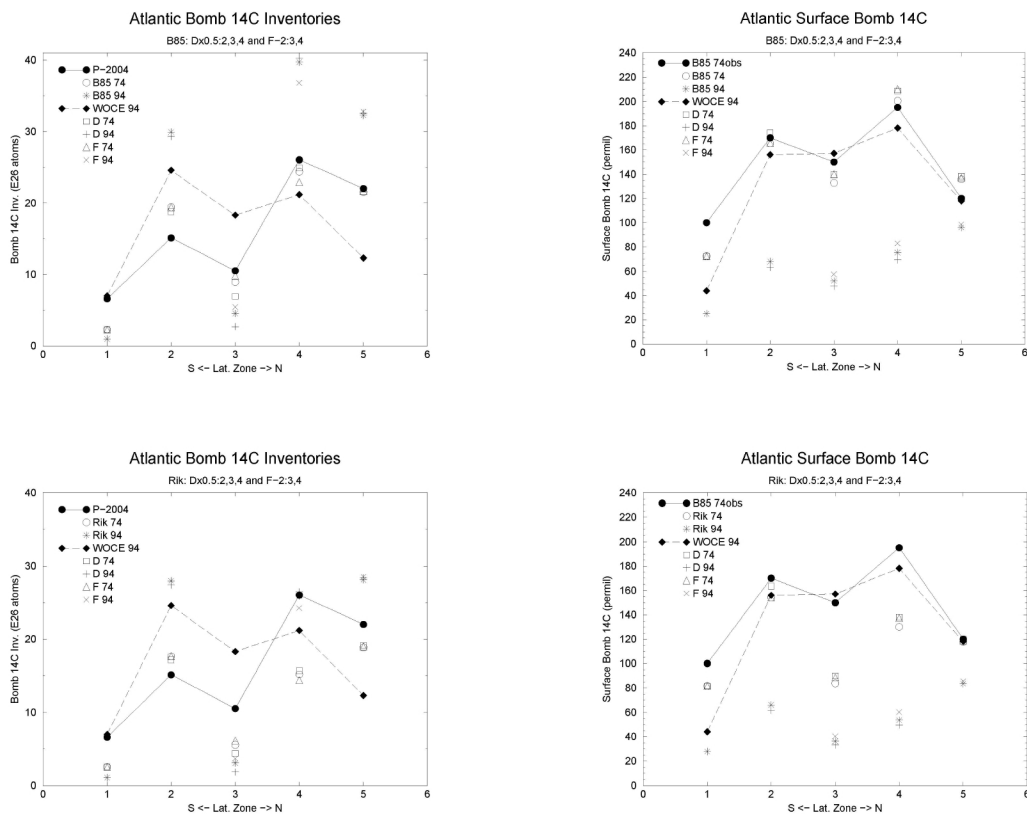 Atlantic Bomb 14C Inventories
B85: Dx0.5:2,3,4 and F−2:3,4
P−2004
B85 74
B85 94
WOCE 94
D 74
D 94
F 74
F 94
Bomb 14C Inv. (E26 atoms)
40
30
20
10
0
0 1 2 3 4 5 6
S <− Lat. Zone −> N
Atlantic Surface Bomb 14C
B85: Dx0.5:2,3,4 and F−2:3,4
B85 74obs
B85 74
B85 94
WOCE 94
D 74
D 94
F 74
F 94
Surface Bomb 14C (permil)
240
220
200
180
160
140
120
100
80
60
40
20
0
0 1 2 3 4 5 6
S <− Lat. Zone −> N
Atlantic Bomb 14C Inventories
Rik: Dx0.5:2,3,4 and F−2:3,4
P−2004
Rik 74
Rik 94
WOCE 94
D 74
D 94
F 74
F 94
Bomb 14C Inv. (E26 atoms)
40
30
20
10
0
0 1 2 3 4 5 6
S <− Lat. Zone −> N
Atlantic Surface Bomb 14C
Rik: Dx0.5:2,3,4 and F−2:3,4
B85 74obs
Rik 74
Rik 94
WOCE 94
D 74
D 94
F 74
F 94
Surface Bomb 14C (permil)
240
220
200
180
160
140
120
100
80
60
40
20
0
0 1 2 3 4 5 6
S <− Lat. Zone −> N